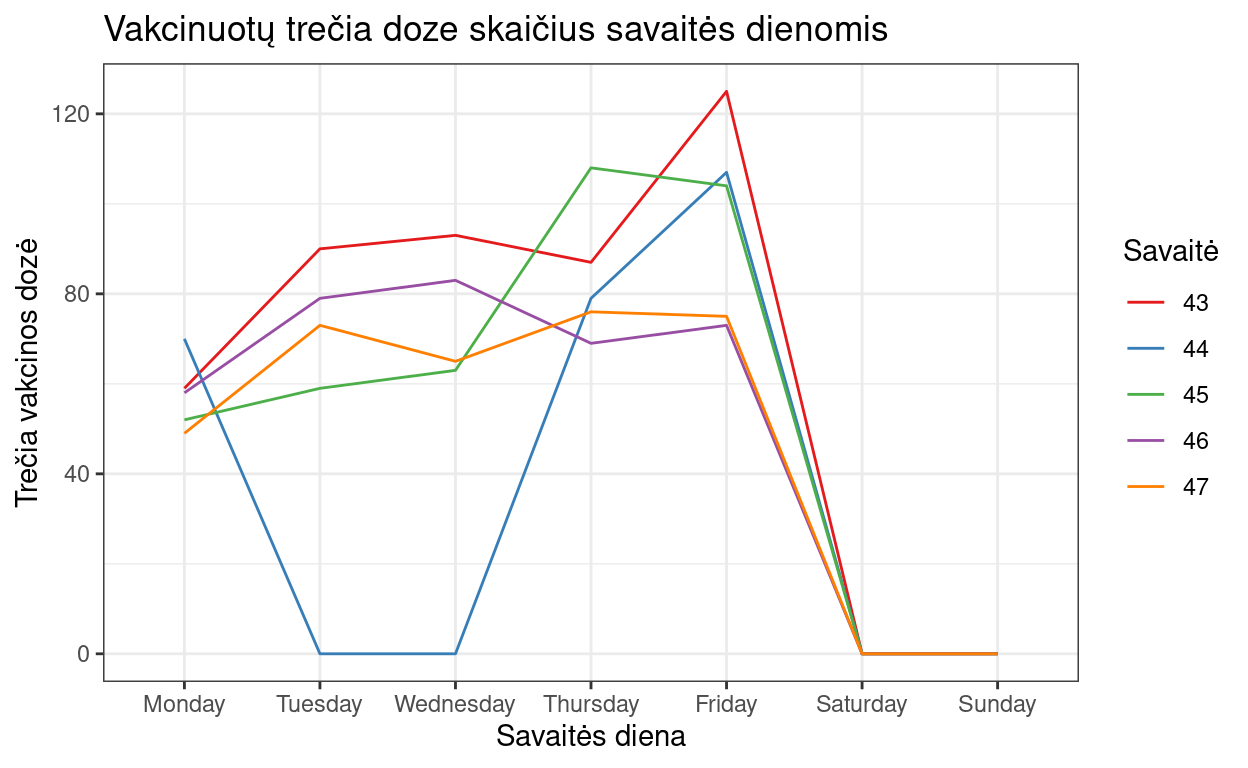 Vakcinuotų trečia doze skaičius savaitės dienomis
Trečia vakcinos dozė
120
80
40
0
Monday Tuesday Wednesday Thursday Friday Saturday Sunday
Savaitės diena
Savaitė
43
44
45
46
47